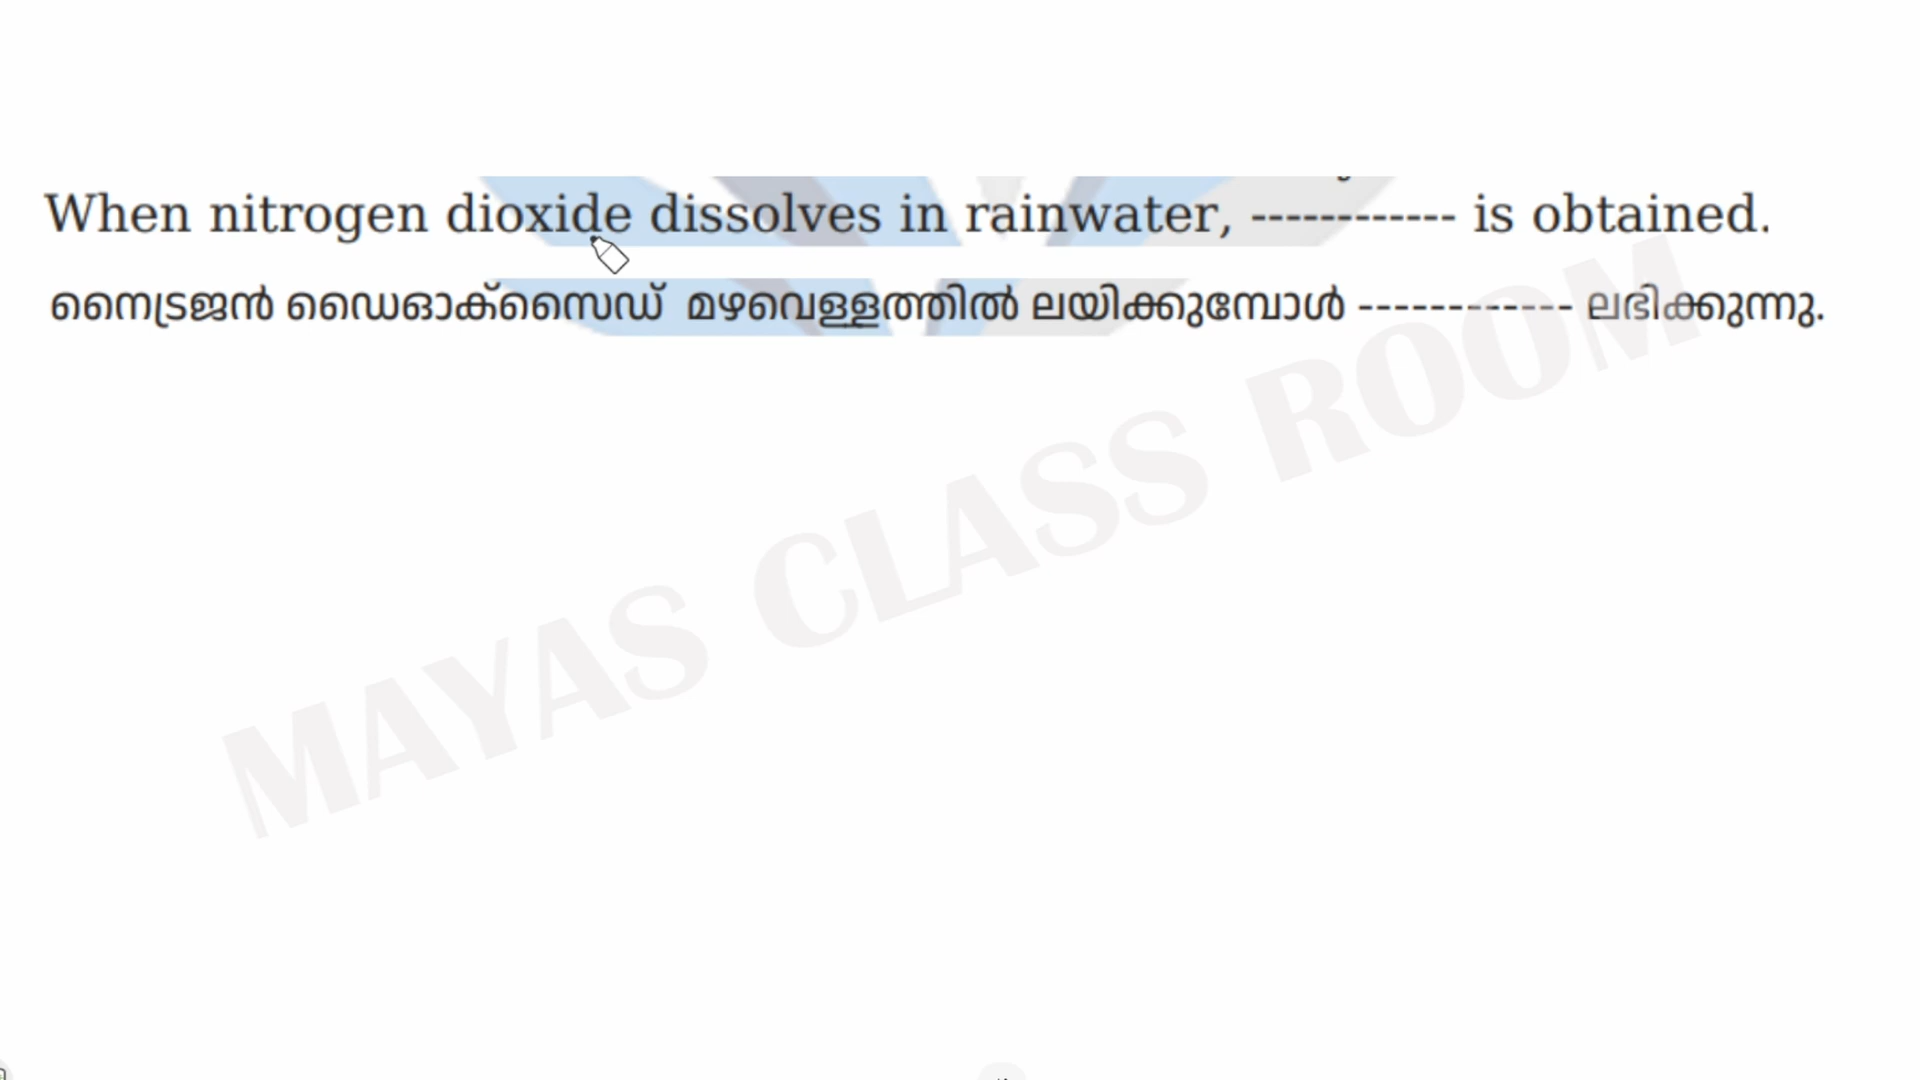 When nitrogen dioxide dissolves in rainwater, ------------ is obtained.
നൈട്രജൻ ഡൈഓക്സൈഡ് മഴവെള്ളത്തിൽ ലയിക്കുമ്പോൾ ------------ ലഭിക്കുന്നു.
MAYAS CLASS ROOM